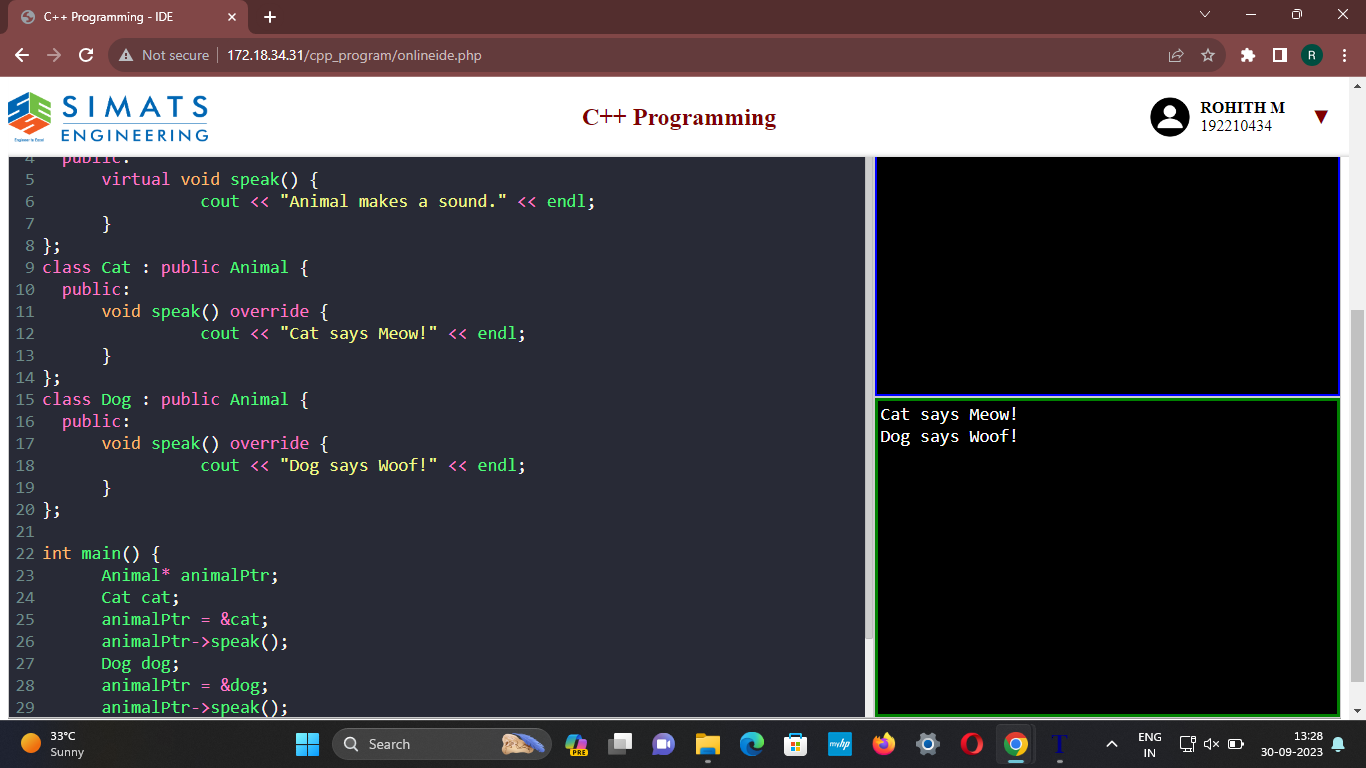 C++ Programming - IDE
Not secure
172.18.34.31/cpp_program/onlineide.php
R
SIMATS
ENGINEERING
Engineer to Excel
C++ Programming
ROHITH M
192210434
4 public:
5 virtual void speak() {
6 cout << "Animal makes a sound." << endl;
7 }
8 };
9 class Cat : public Animal {
10 public:
11 void speak() override {
12 cout << "Cat says Meow!" << endl;
13 }
14 };
15 class Dog : public Animal {
16 public:
17 void speak() override {
18 cout << "Dog says Woof!" << endl;
19 }
20 };
21
22 int main() {
23 Animal* animalPtr;
24 Cat cat;
25 animalPtr = &cat;
26 animalPtr->speak();
27 Dog dog;
28 animalPtr = &dog;
29 animalPtr->speak();
Cat says Meow!
Dog says Woof!
33°C
Sunny
Search
PRE
myhp
T
ENG
IN
13:28
30-09-2023